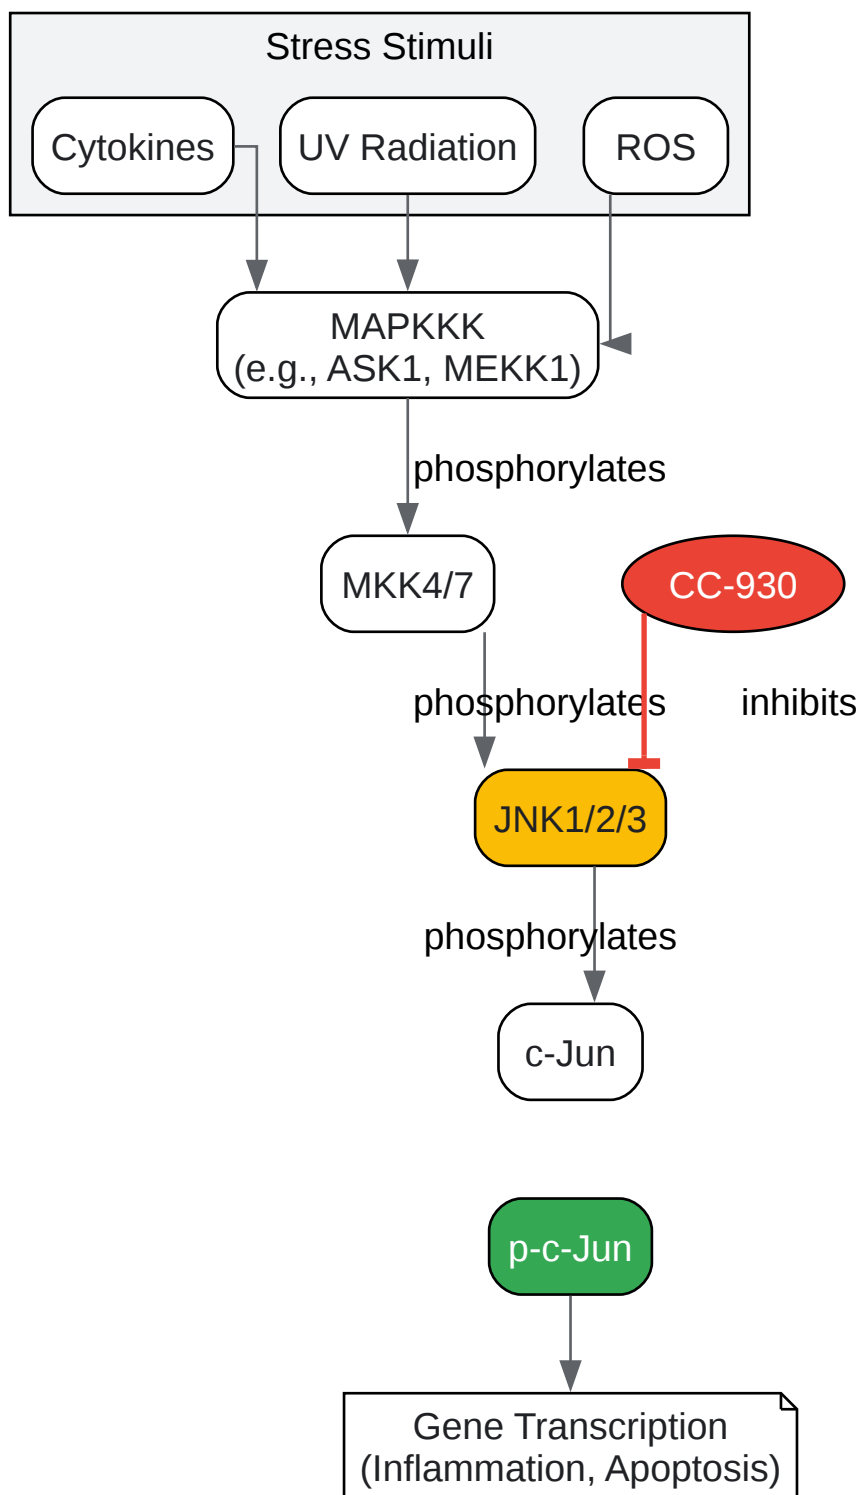 Stress Stimuli
Cytokines
UV Radiation
ROS
MAPKKK
(e.g., ASK1, MEKK1)
phosphorylates
MKK4/7
CC-930
phosphorylates
inhibits
JNK1/2/3
phosphorylates
c-Jun
p-c-Jun
Gene Transcription
(Inflammation, Apoptosis)